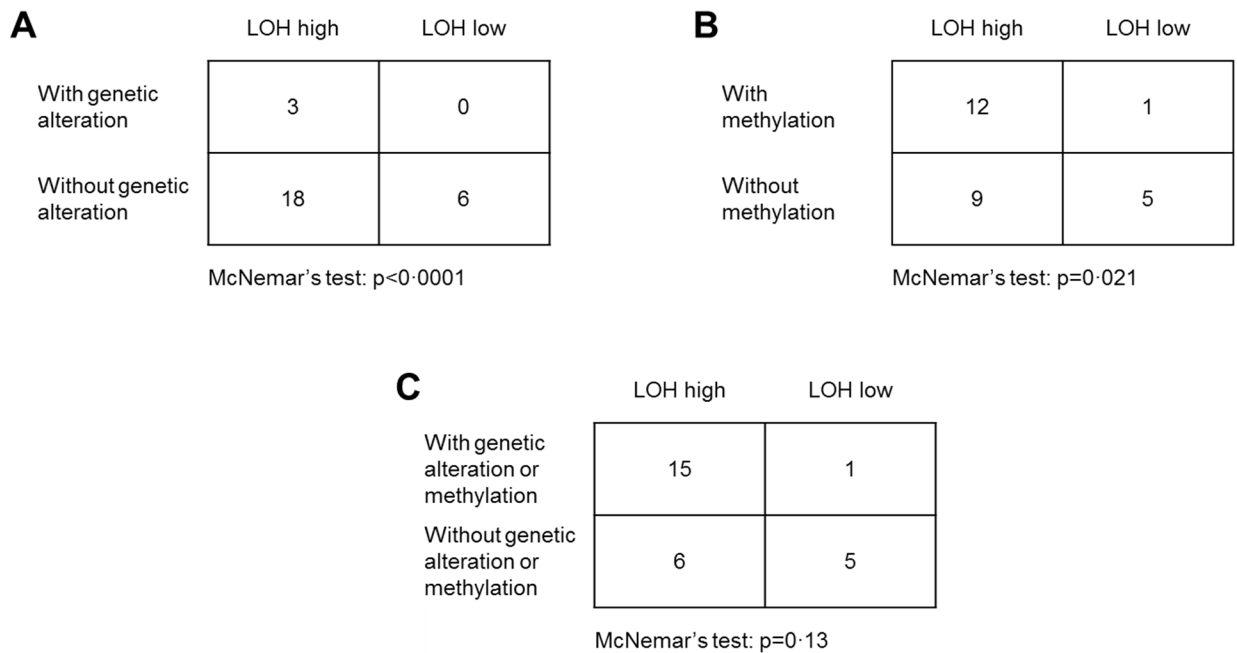 A
LOH high
LOH low
With genetic
alteration
3
0
Without genetic
alteration
18
6
McNemar's test: p<0·0001
B
LOH high
LOH low
With
methylation
12
1
Without
methylation
9
5
McNemar's test: p=0·021
C
LOH high
LOH low
With genetic
alteration or
methylation
15
1
Without genetic
alteration or
methylation
6
5
McNemar's test: p=0·13